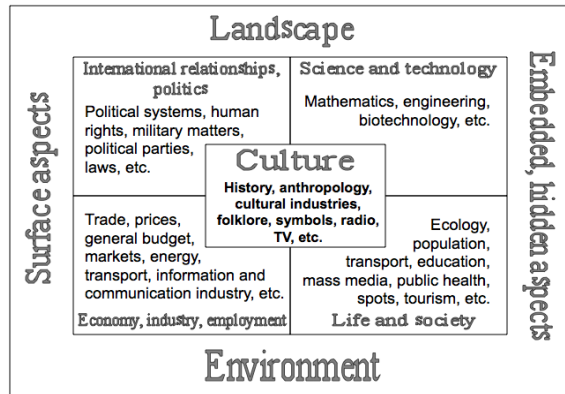 Landscape
Surface aspects
International relationships,
politics
Political systems, human
rights, military matters,
political parties,
laws, etc.
Science and technology
Mathematics, engineering,
biotechnology, etc.
Culture
History, anthropology,
cultural industries,
folklore, symbols, radio,
TV, etc.
Trade, prices,
general budget,
markets, energy,
transport, information and
communication industry, etc.
Economy, industry, employment
Ecology,
population,
transport, education,
mass media, public health,
spots, tourism, etc.
Life and society
Embedded, hidden aspects
Environment